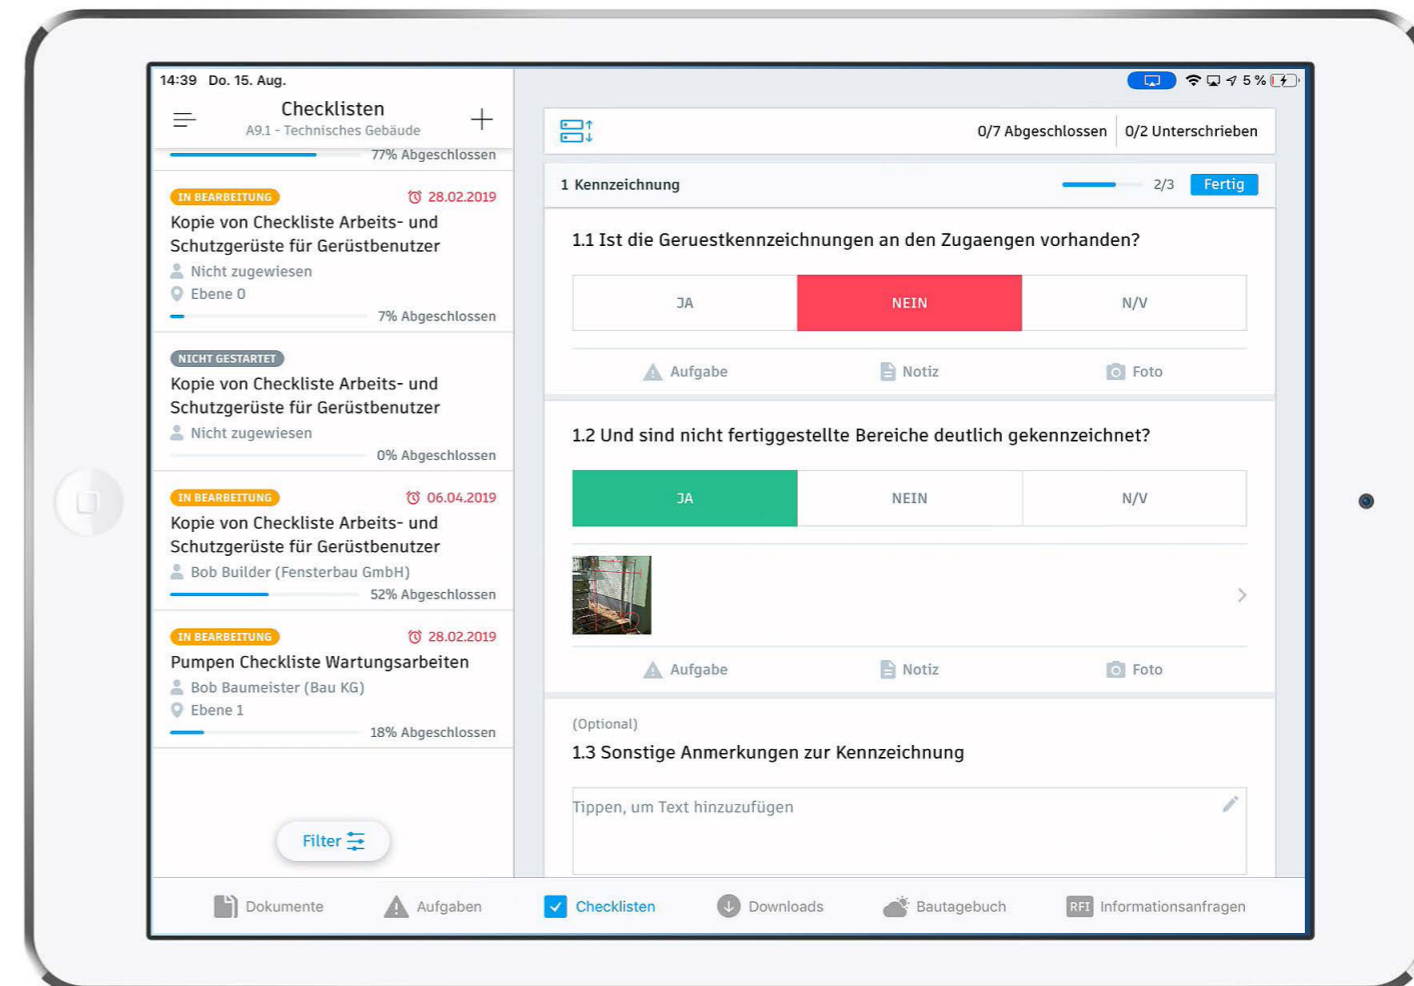 14:39 Do. 15. Aug.
5 %
Checklisten
A9.1 - Technisches Gebäude
77% Abgeschlossen
IN BEARBEITUNG
28.02.2019
Kopie von Checkliste Arbeits- und
Schutzgerüste für Gerüstbenutzer
Nicht zugewiesen
Ebene 0
7% Abgeschlossen
NICHT GESTARTET
Kopie von Checkliste Arbeits- und
Schutzgerüste für Gerüstbenutzer
Nicht zugewiesen
0% Abgeschlossen
IN BEARBEITUNG
06.04.2019
Kopie von Checkliste Arbeits- und
Schutzgerüste für Gerüstbenutzer
Bob Builder (Fensterbau GmbH)
52% Abgeschlossen
IN BEARBEITUNG
28.02.2019
Pumpen Checkliste Wartungsarbeiten
Bob Baumeister (Bau KG)
Ebene 1
18% Abgeschlossen
Filter
0/7 Abgeschlossen
0/2 Unterschrieben
1 Kennzeichnung
2/3
Fertig
1.1 Ist die Geruestkennzeichnungen an den Zugaengen vorhanden?
JA
NEIN
N/V
Aufgabe
Notiz
Foto
1.2 Und sind nicht fertiggestellte Bereiche deutlich gekennzeichnet?
JA
NEIN
N/V
Aufgabe
Notiz
Foto
(Optional)
1.3 Sonstige Anmerkungen zur Kennzeichnung
Tippen, um Text hinzuzufügen
Dokumente
Aufgaben
Checklisten
Downloads
Bautagebuch
RFI Informationsanfragen